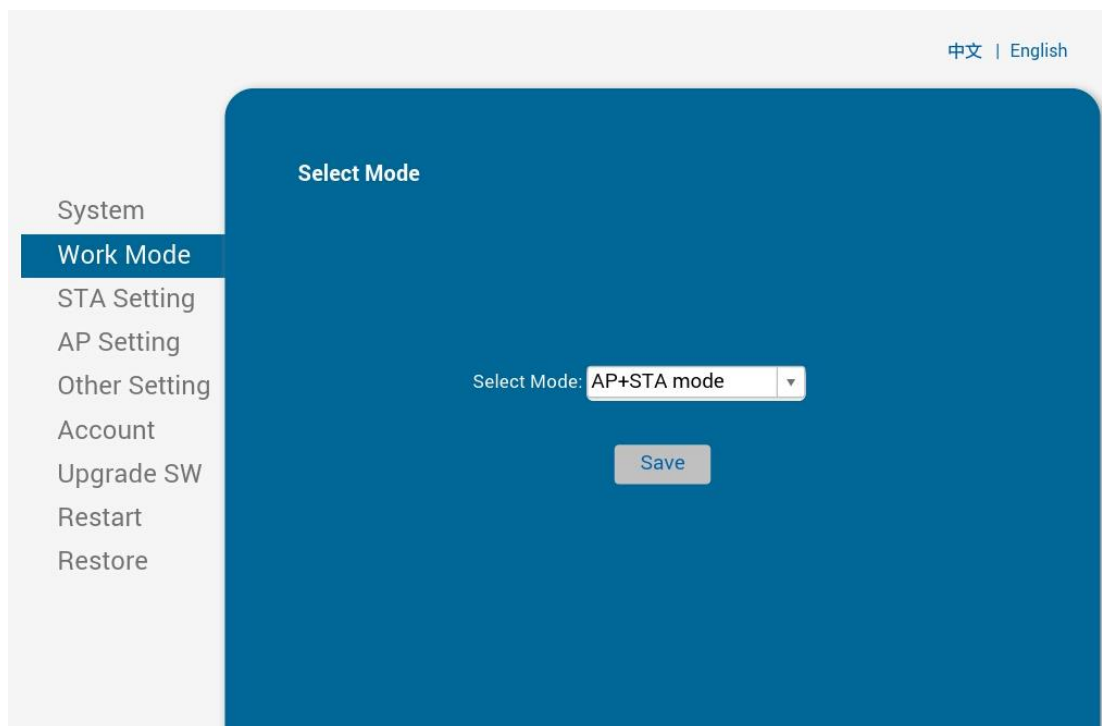 中文 | English
Select Mode
System
Work Mode
STA Setting
AP Setting
Other Setting
Account
Upgrade SW
Restart
Restore
Select Mode: AP+STA mode
Save